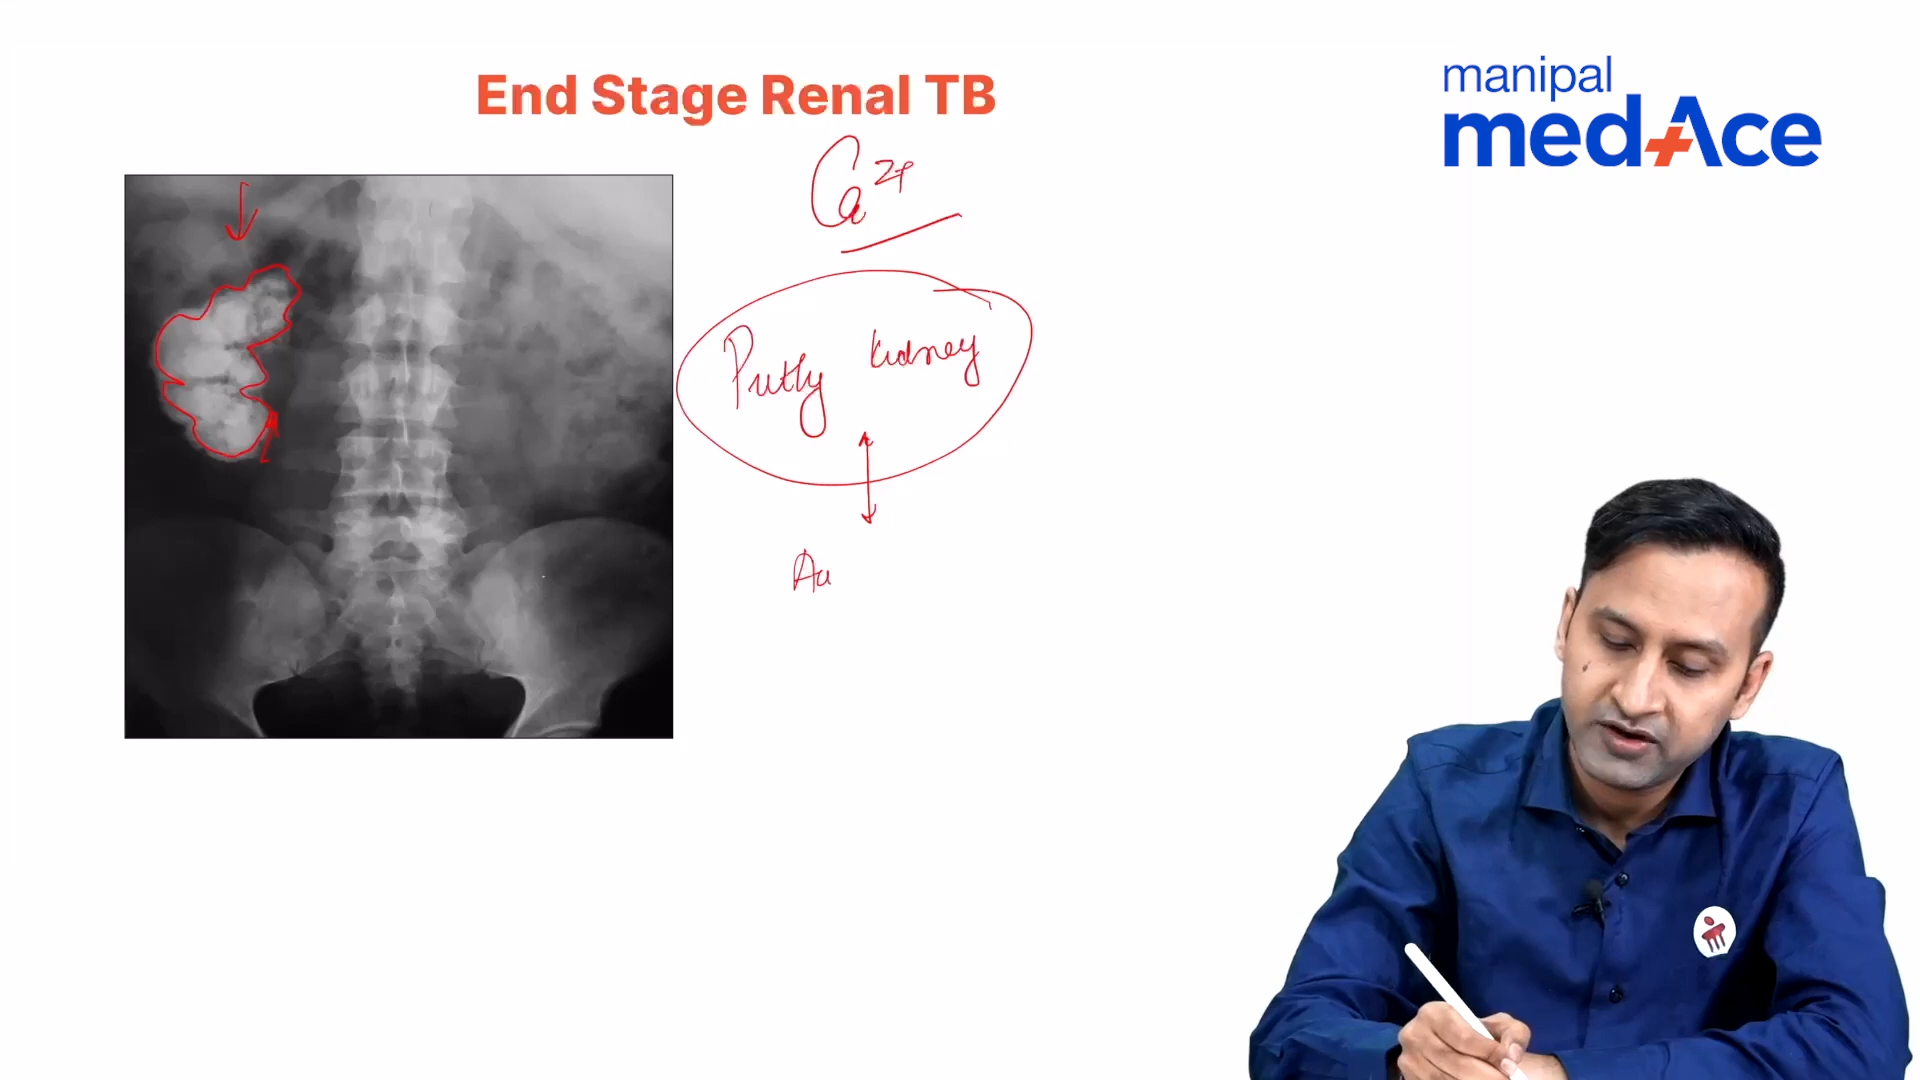 End Stage Renal TB
manipal
medAce
Ca2+
Putty kidney
Au